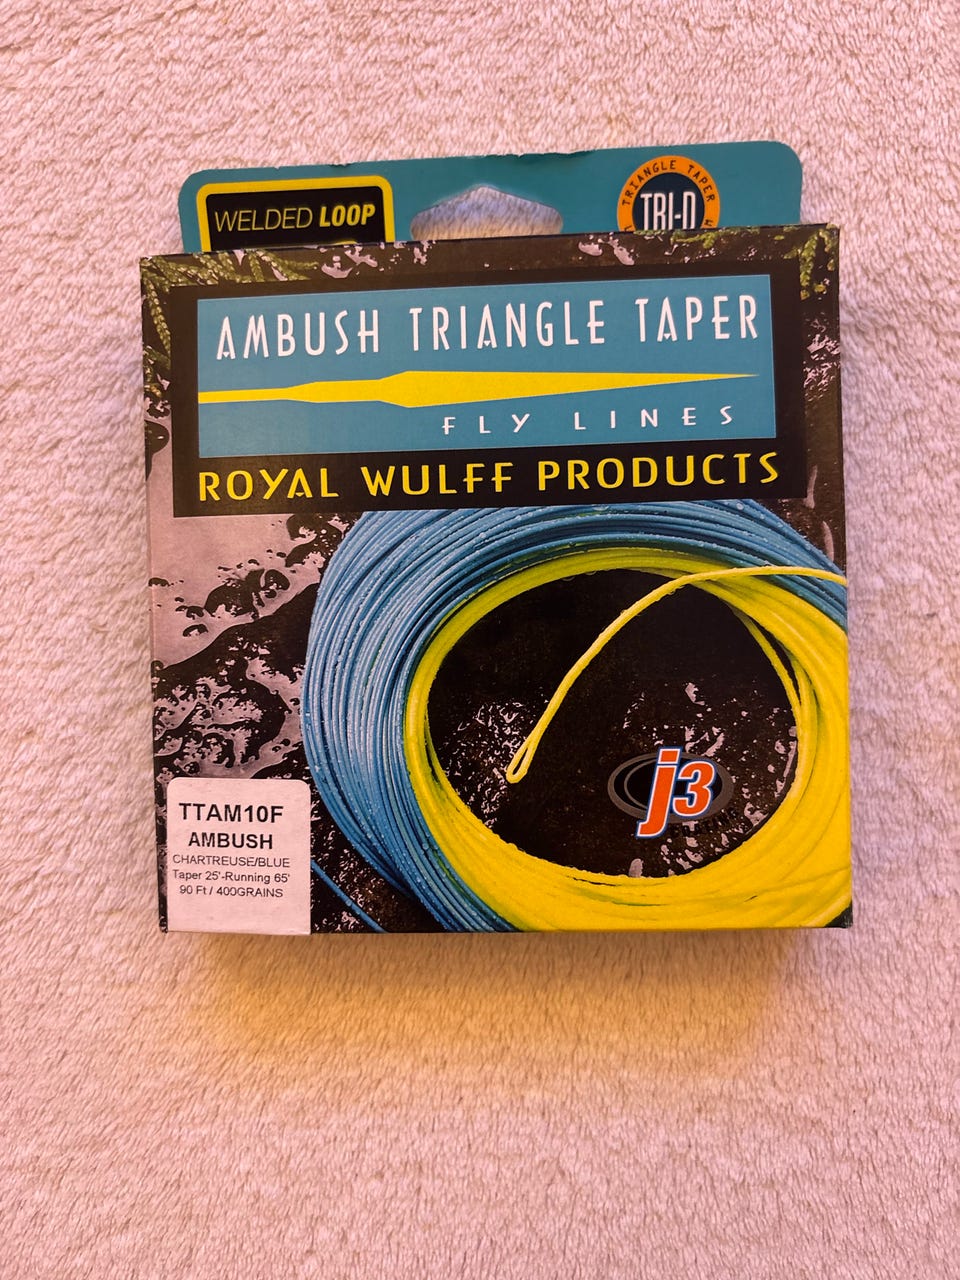 WELDED LOOP
TRIANGLE TAPER
TRI-D
AMBUSH TRIANGLE TAPER
FLY LINES
ROYAL WULFF PRODUCTS
j3
TTAM10F
AMBUSH
CHARTREUSE/BLUE
Taper 25'-Running 65'
90 Ft / 400GRAINS